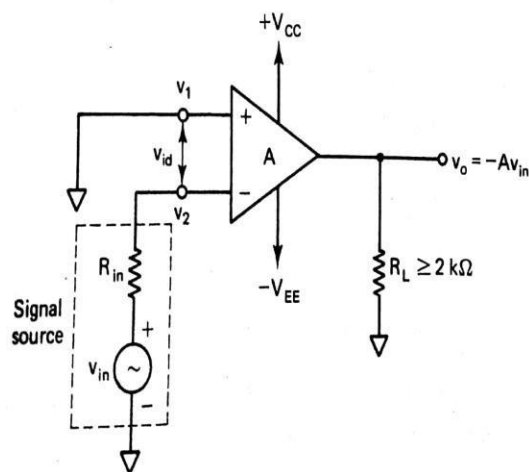 +V_CC
v_1
+
v_id
A
v_o = -Av_in
-
v_2
R_in
-V_EE
R_L ≥ 2 kΩ
Signal
source
+
v_in
~
-